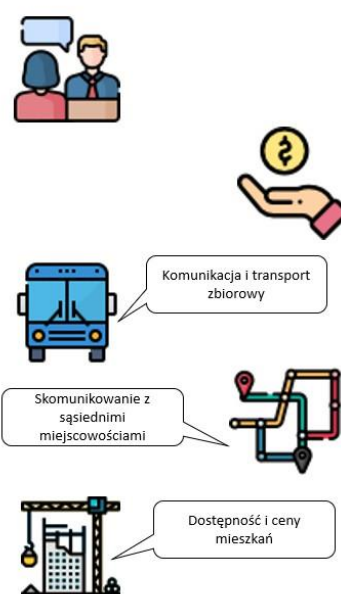 Komunikacja i transport
zbiorowy
Skomunikowanie z
sąsiednimi
miejscowościami
Dostępność i ceny
mieszkań